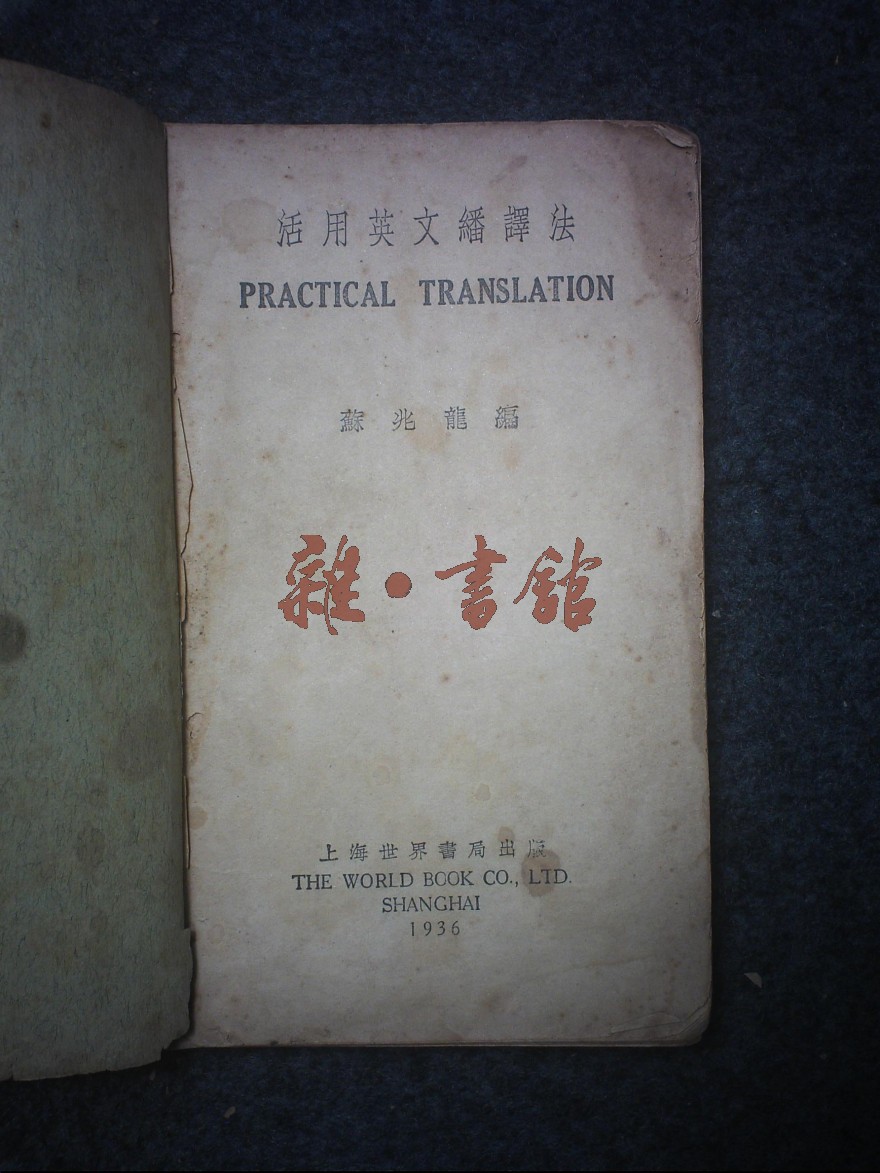 活用英文繙譯法
PRACTICAL TRANSLATION
蘇兆龍編
雜·書館
上海世界書局出版
THE WORLD BOOK CO., LTD.
SHANGHAI
1936